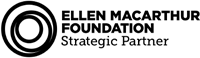 ELLEN MACARTHUR
FOUNDATION
Strategic Partner